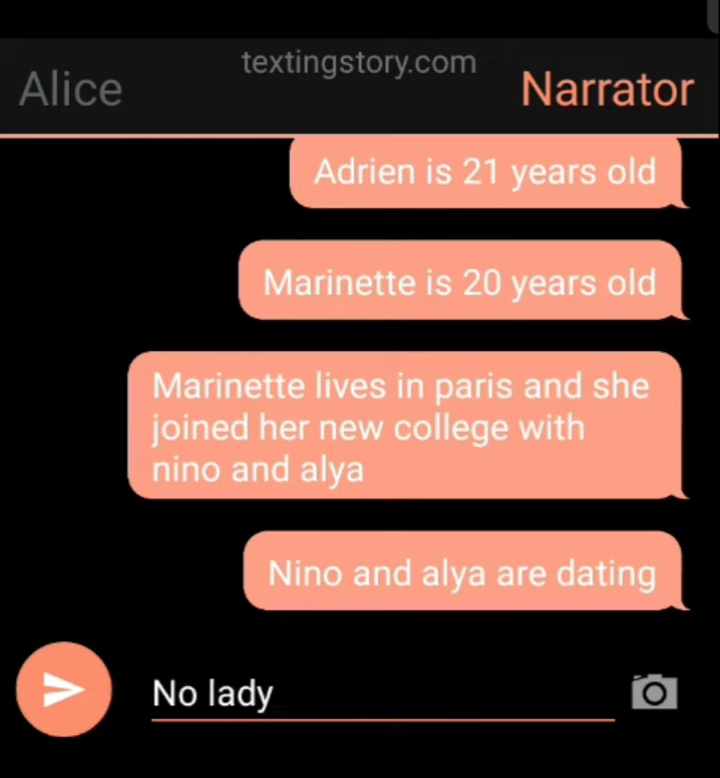 textingstory.com
Alice
Narrator
Adrien is 21 years old
Marinette is 20 years old
Marinette lives in paris and she
joined her new college with
nino and alya
Nino and alya are dating
No lady